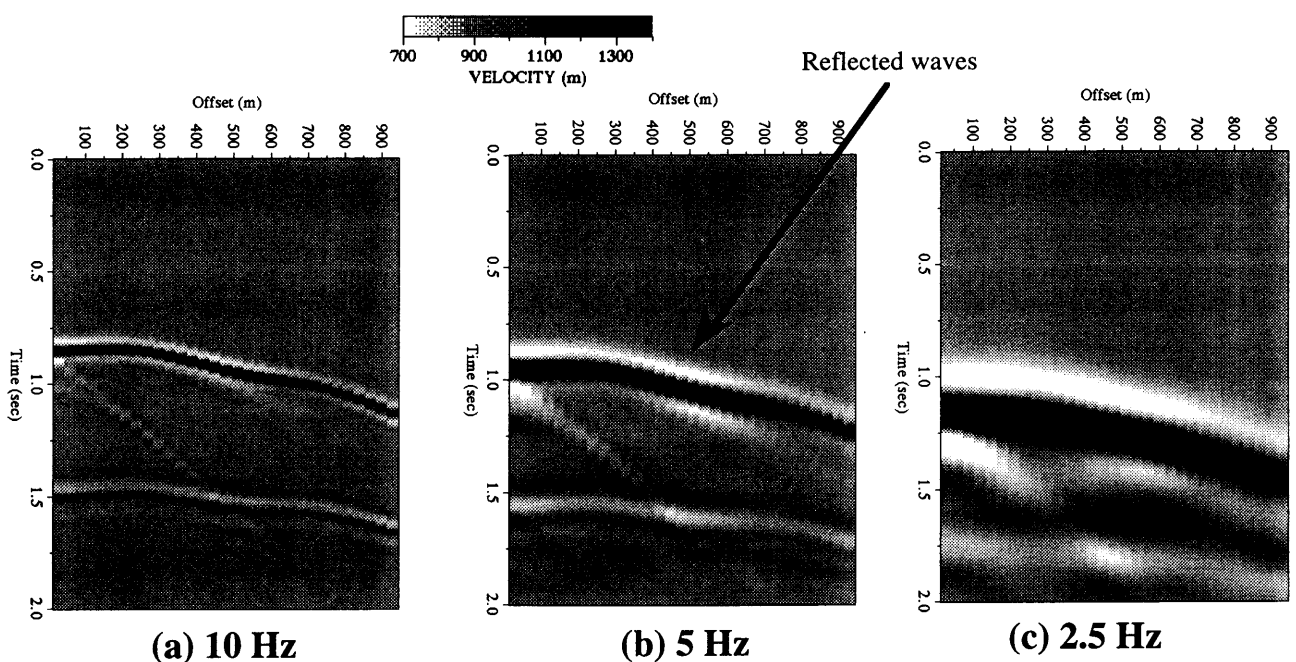 700 900 1100 1300
VELOCITY (m)
Reflected waves
Offset (m)
100 200 300 400 500 600 700 800 900
0.0
0.5
1.0
1.5
2.0
Time (sec)
(a) 10 Hz
Offset (m)
100 200 300 400 500 600 700 800 900
0.0
0.5
1.0
1.5
2.0
Time (sec)
(b) 5 Hz
Offset (m)
100 200 300 400 500 600 700 800 900
0.0
0.5
1.0
1.5
2.0
Time (sec)
(c) 2.5 Hz